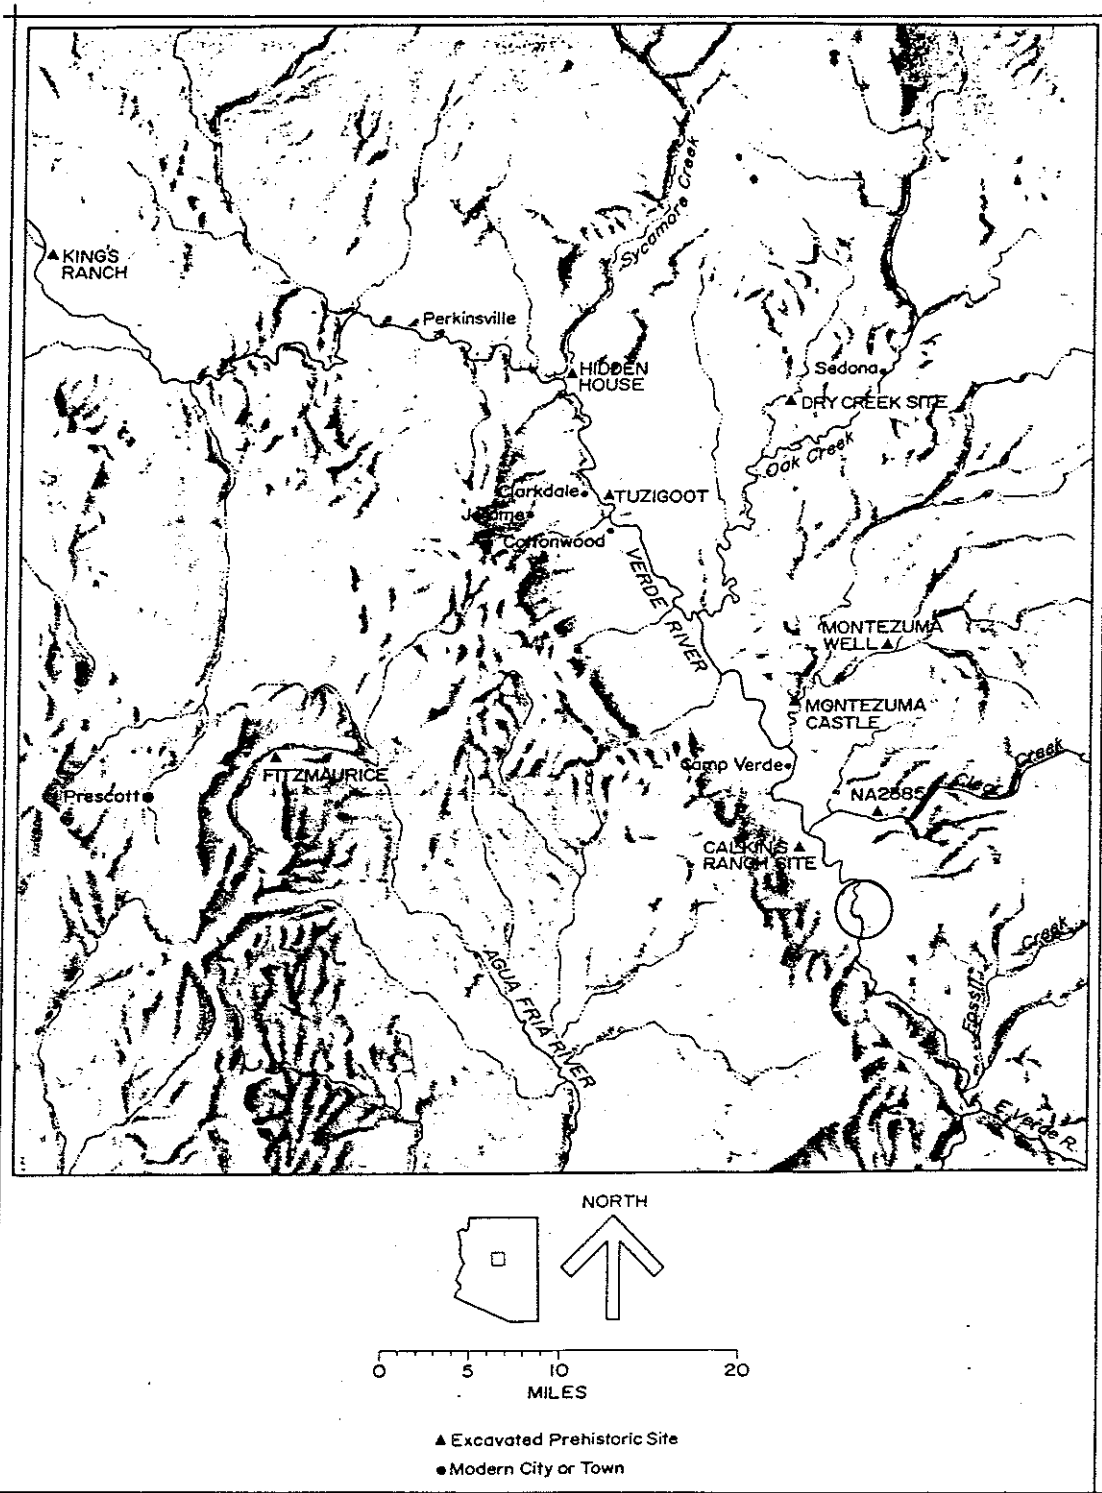 Sycamore Creek
KING'S
RANCH
Perkinsville
HIDDEN
HOUSE
Sedona
DRY CREEK SITE
Oak Creek
Clarkdale
TUZIGOOT
Jerome
Cottonwood
VERDE RIVER
MONTEZUMA
WELL
MONTEZUMA
CASTLE
FITZMAURICE
Camp Verde
Clear Creek
Prescott
NA2885
CALKIN'S
RANCH SITE
Fossil Creek
AGUA FRIA RIVER
E. Verde R.
NORTH
0 5 10 20
MILES
▲ Excavated Prehistoric Site
● Modern City or Town